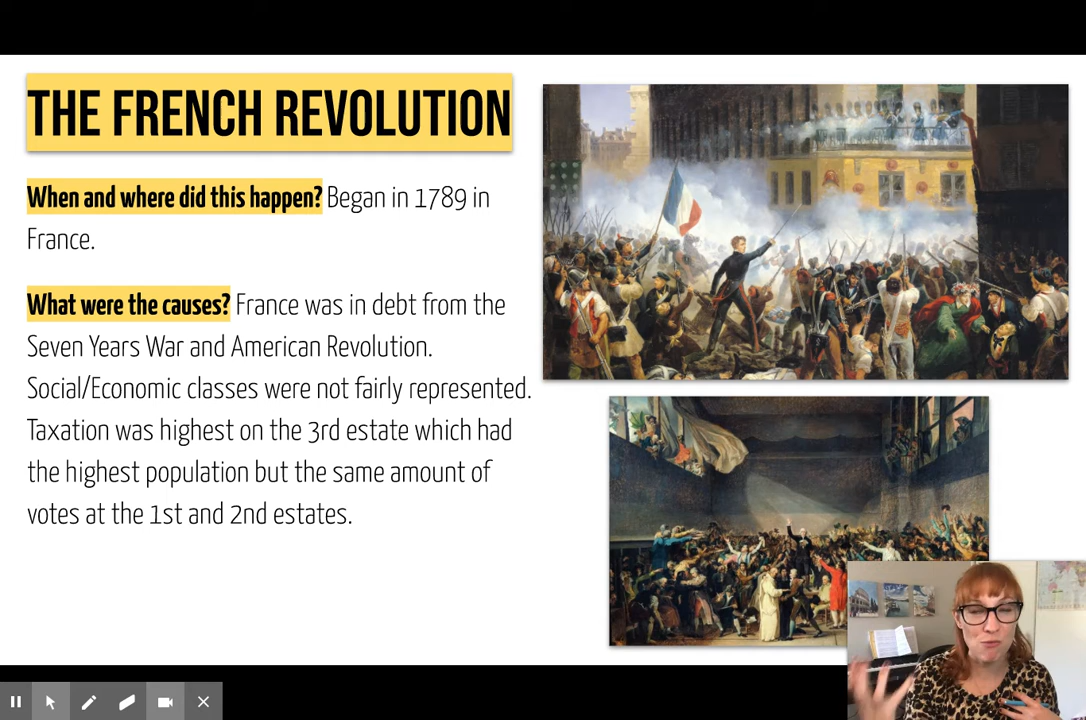 THE FRENCH REVOLUTION
When and where did this happen? Began in 1789 in
France.
What were the causes? France was in debt from the
Seven Years War and American Revolution.
Social/Economic classes were not fairly represented.
Taxation was highest on the 3rd estate which had
the highest population but the same amount of
votes at the 1st and 2nd estates.